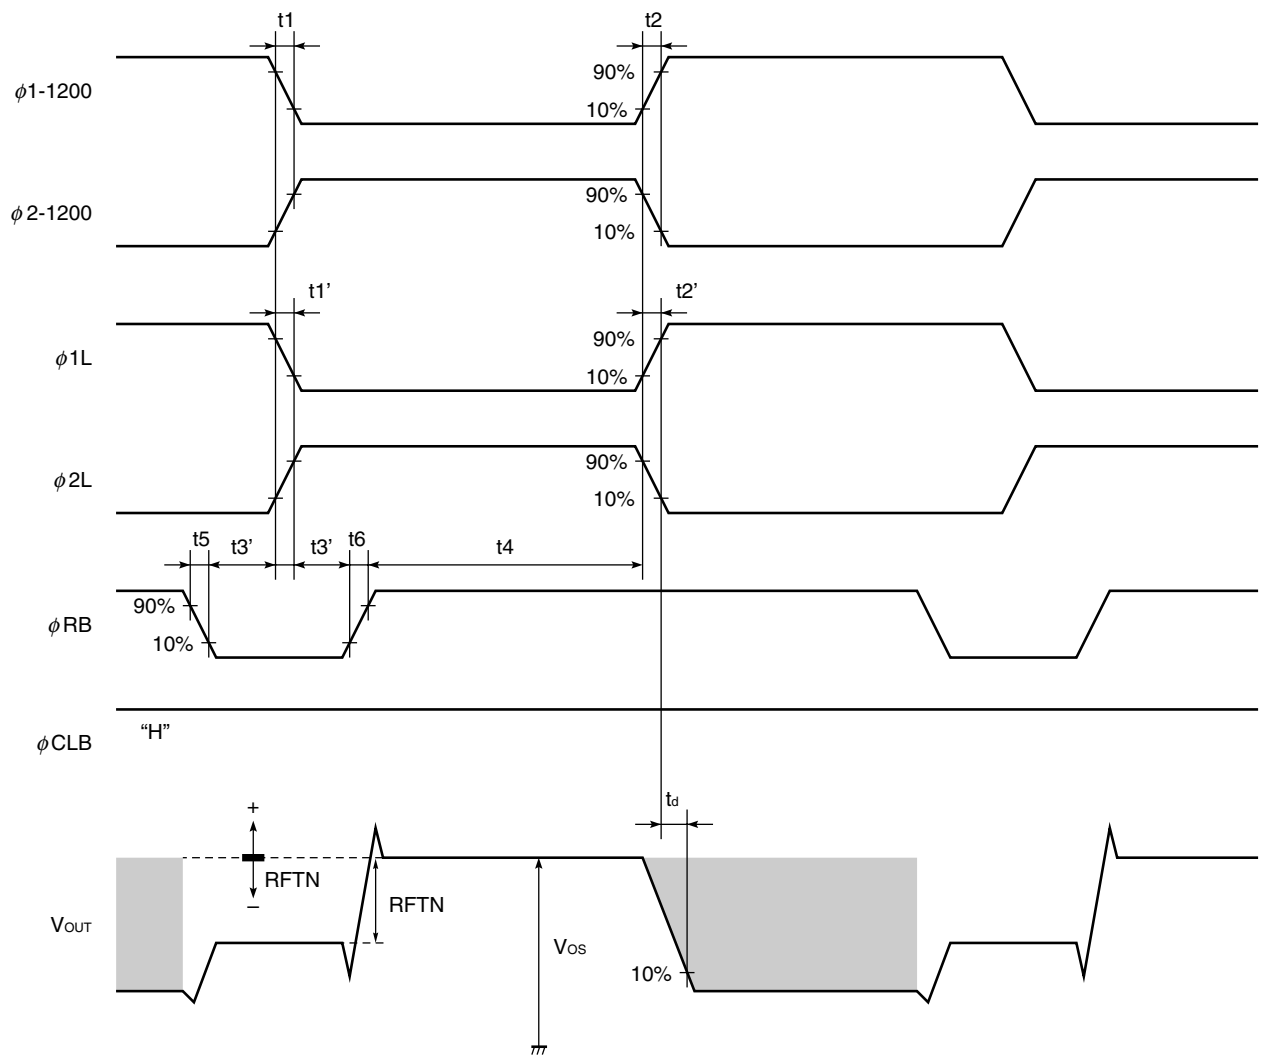 t1
t2
ϕ1-1200
90%
10%
ϕ2-1200
90%
10%
t1’
t2’
ϕ1L
90%
10%
ϕ2L
90%
10%
t5
t3’
t3’
t6
t4
ϕRB
90%
10%
ϕCLB
“H”
td
+
RFTN
−
RFTN
VOUT
VOS
10%